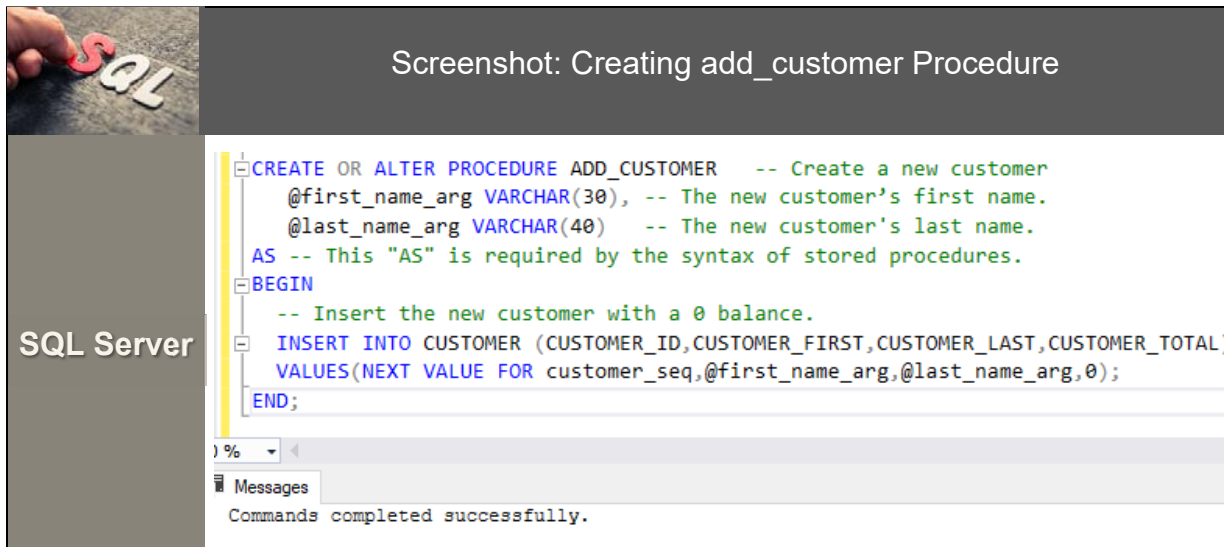 SQL
Screenshot: Creating add_customer Procedure
SQL Server
CREATE OR ALTER PROCEDURE ADD_CUSTOMER   -- Create a new customer
@first_name_arg VARCHAR(30), -- The new customer’s first name.
@last_name_arg VARCHAR(40)   -- The new customer's last name.
AS -- This "AS" is required by the syntax of stored procedures.
BEGIN
-- Insert the new customer with a 0 balance.
INSERT INTO CUSTOMER (CUSTOMER_ID,CUSTOMER_FIRST,CUSTOMER_LAST,CUSTOMER_TOTAL)
VALUES(NEXT VALUE FOR customer_seq,@first_name_arg,@last_name_arg,0);
END;
%
Messages
Commands completed successfully.